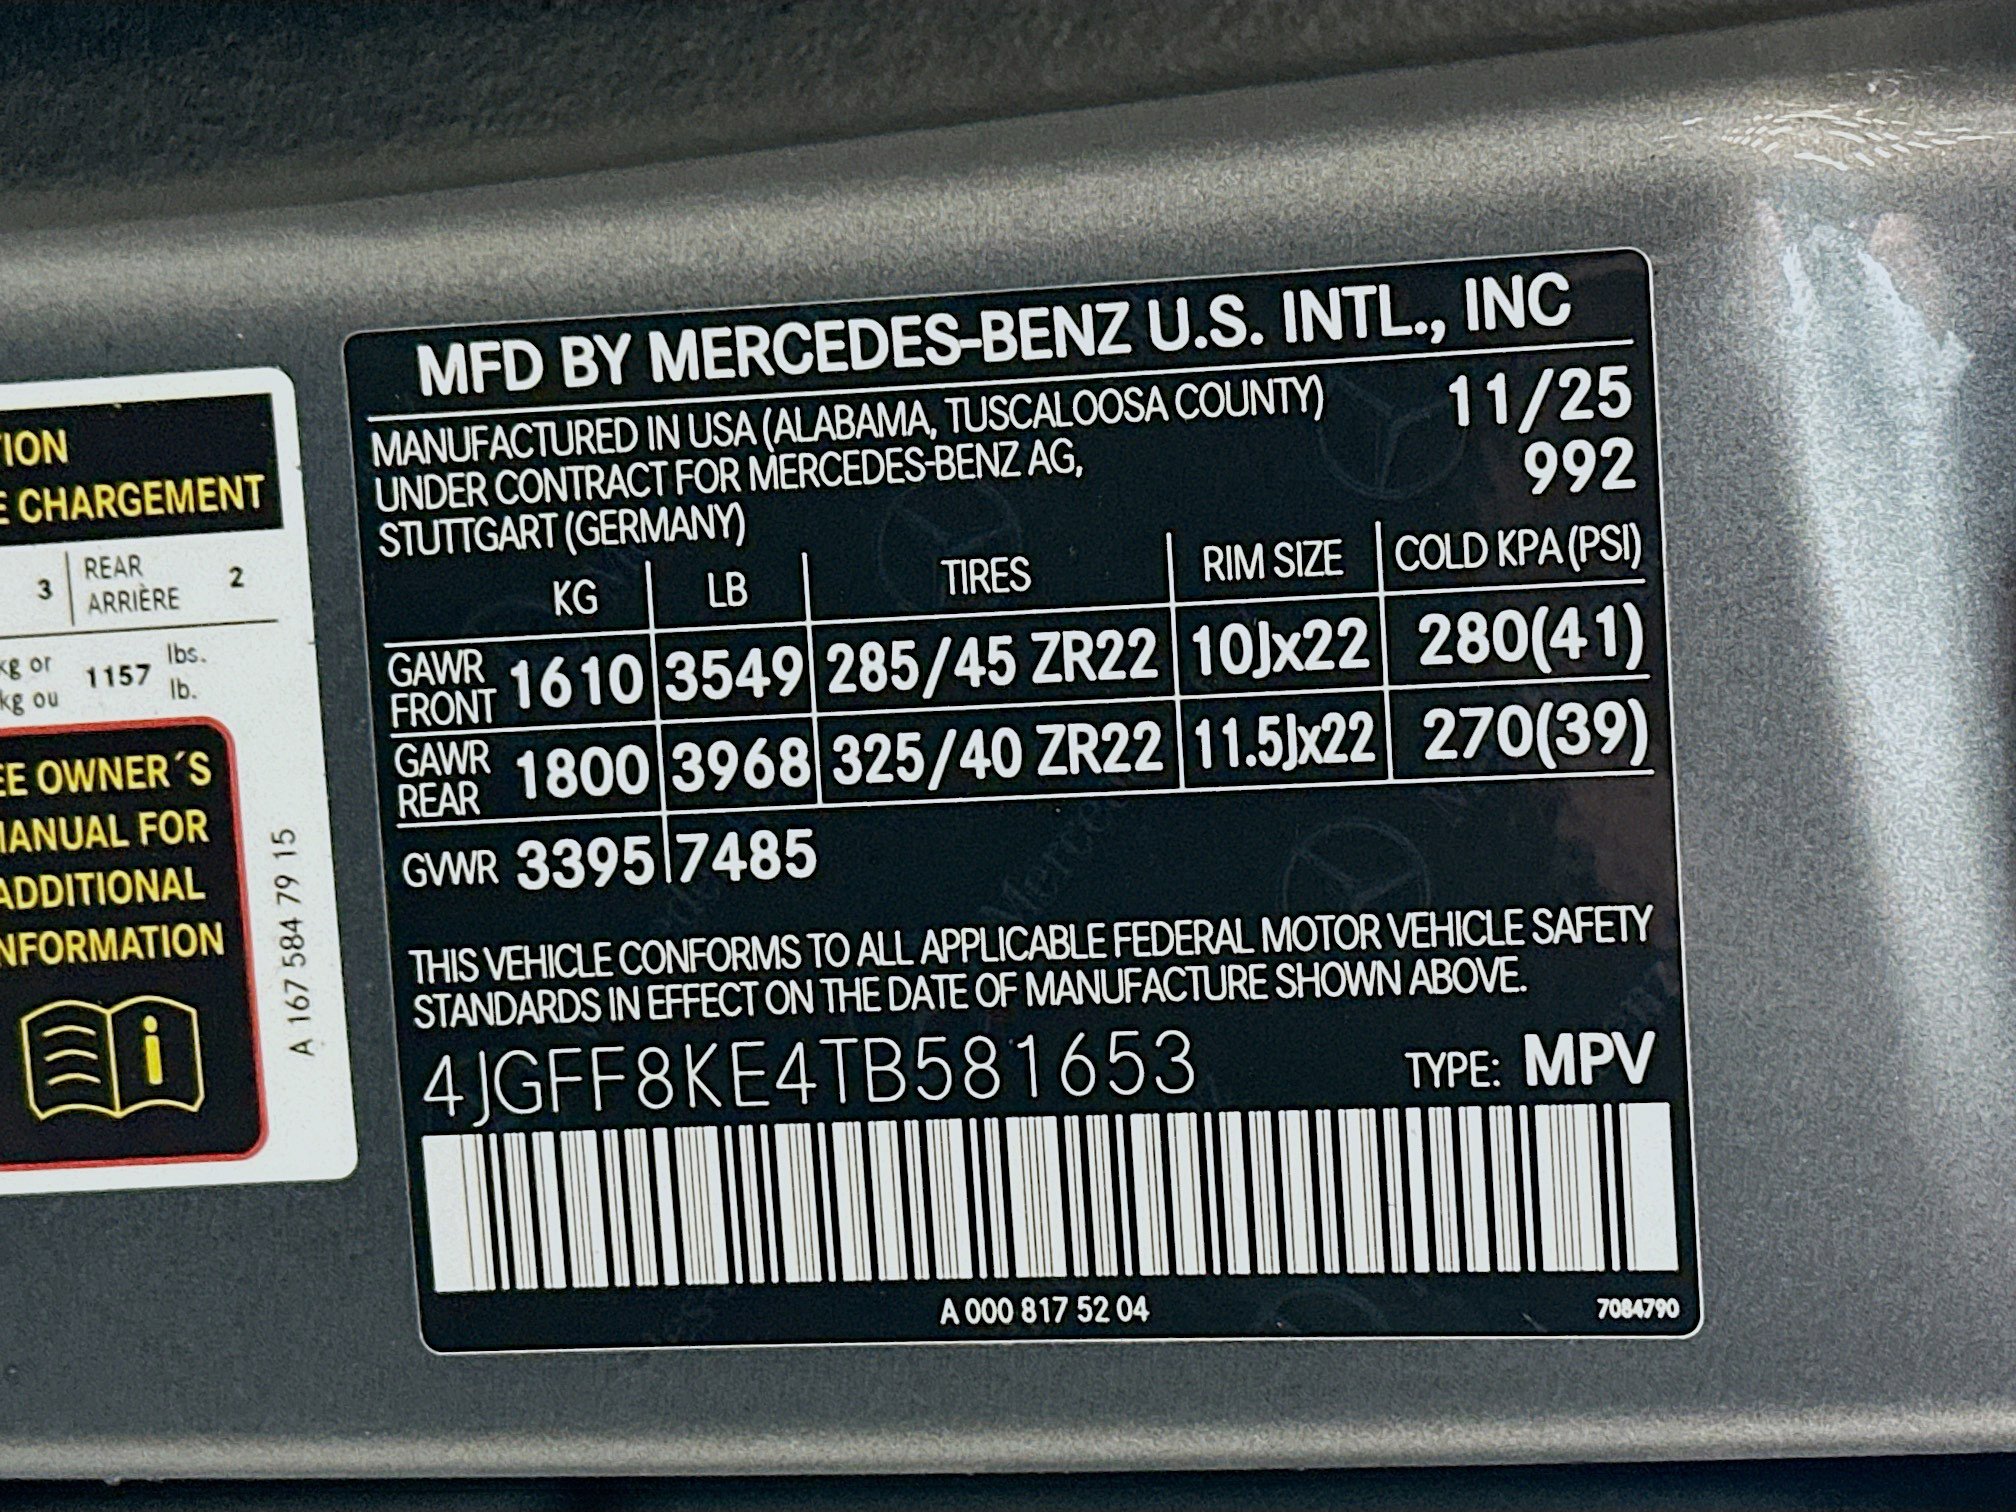 TION
E CHARGEMENT
3 REAR ARRIÈRE 2
kg or 1157 lbs.
kg ou lb.
EE OWNER´S
MANUAL FOR
ADDITIONAL
INFORMATION
i
A 167 584 79 15
MFD BY MERCEDES-BENZ U.S. INTL., INC
MANUFACTURED IN USA (ALABAMA, TUSCALOOSA COUNTY) 11/25
UNDER CONTRACT FOR MERCEDES-BENZ AG, 992
STUTTGART (GERMANY)
KG LB TIRES RIM SIZE COLD KPA (PSI)
GAWR FRONT 1610 3549 285/45 ZR22 10Jx22 280(41)
GAWR REAR 1800 3968 325/40 ZR22 11.5Jx22 270(39)
GVWR 3395 7485
THIS VEHICLE CONFORMS TO ALL APPLICABLE FEDERAL MOTOR VEHICLE SAFETY
STANDARDS IN EFFECT ON THE DATE OF MANUFACTURE SHOWN ABOVE.
4JGFF8KE4TB581653 TYPE: MPV
A 000 817 52 04 7084790